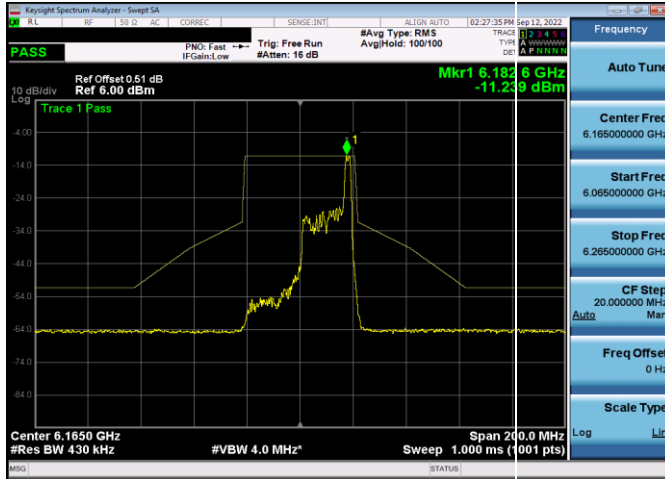 Keysight Spectrum Analyzer - Swept SA
RL RF 50 Ω AC CORREC SENSE:INT ALIGN AUTO 02:27:35 PM Sep 12, 2022
PASS
PNO: Fast
IFGain:Low
Trig: Free Run
#Atten: 16 dB
#Avg Type: RMS
Avg|Hold: 100/100
TRACE 1 2 3 4 5 6
TYPE A WWWWW
DET A P N N N N
Frequency
Ref Offset 0.51 dB
10 dB/div Ref 6.00 dBm
Log
Mkr1 6.182 6 GHz
-11.239 dBm
Trace 1 Pass
1
-4.00
-14.0
-24.0
-34.0
-44.0
-54.0
-64.0
-74.0
-84.0
Center 6.1650 GHz Span 200.0 MHz
#Res BW 430 kHz #VBW 4.0 MHz* Sweep 1.000 ms (1001 pts)
Auto Tune
Center Freq
6.165000000 GHz
Start Freq
6.065000000 GHz
Stop Freq
6.265000000 GHz
CF Step
20.000000 MHz
Auto Man
Freq Offset
0 Hz
Scale Type
Log Lin
MSG STATUS